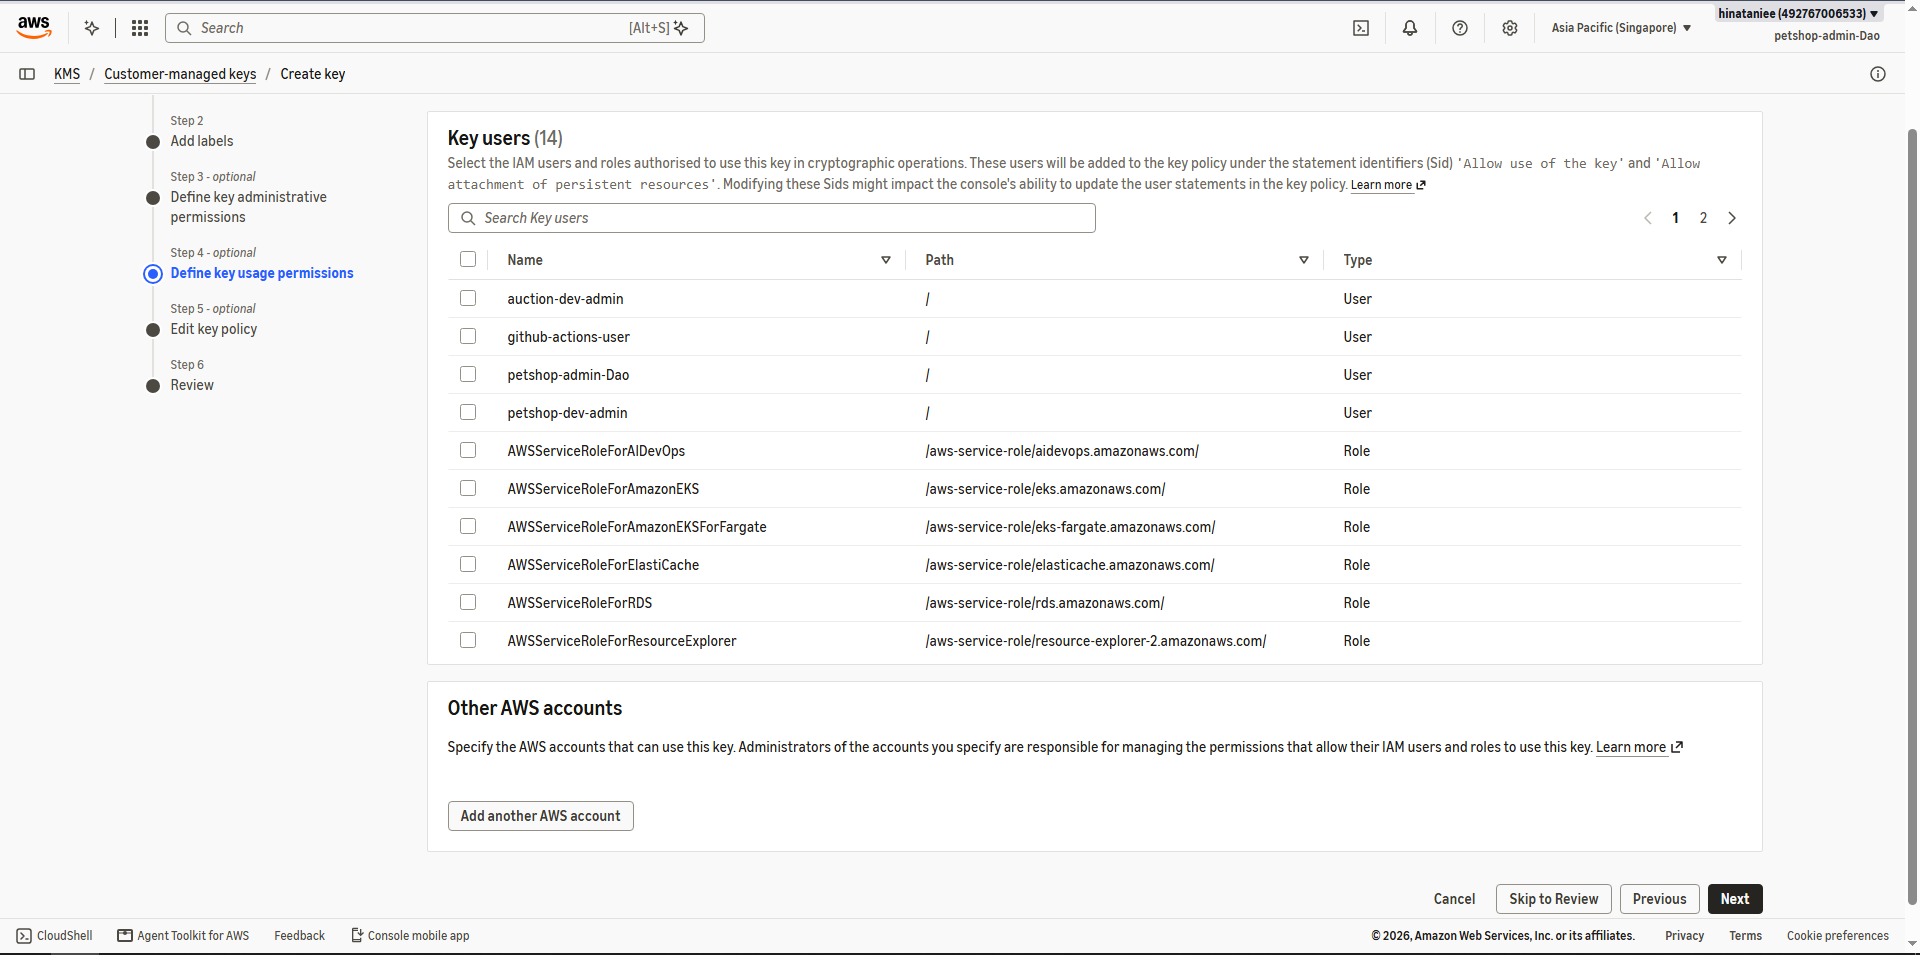 aws
Search
[Alt+S]
Asia Pacific (Singapore)
hinataniee (492767006533)
petshop-admin-Dao
KMS / Customer-managed keys / Create key
Step 2
Add labels
Step 3 - optional
Define key administrative
permissions
Step 4 - optional
Define key usage permissions
Step 5 - optional
Edit key policy
Step 6
Review
Key users (14)
Select the IAM users and roles authorised to use this key in cryptographic operations. These users will be added to the key policy under the statement identifiers (Sid) 'Allow use of the key' and 'Allow
attachment of persistent resources'. Modifying these Sids might impact the console's ability to update the user statements in the key policy. Learn more
Search Key users
1 2
Name Path Type
auction-dev-admin / User
github-actions-user / User
petshop-admin-Dao / User
petshop-dev-admin / User
AWSServiceRoleForAIDevOps /aws-service-role/aidevops.amazonaws.com/ Role
AWSServiceRoleForAmazonEKS /aws-service-role/eks.amazonaws.com/ Role
AWSServiceRoleForAmazonEKSForFargate /aws-service-role/eks-fargate.amazonaws.com/ Role
AWSServiceRoleForElastiCache /aws-service-role/elasticache.amazonaws.com/ Role
AWSServiceRoleForRDS /aws-service-role/rds.amazonaws.com/ Role
AWSServiceRoleForResourceExplorer /aws-service-role/resource-explorer-2.amazonaws.com/ Role
Other AWS accounts
Specify the AWS accounts that can use this key. Administrators of the accounts you specify are responsible for managing the permissions that allow their IAM users and roles to use this key. Learn more
Add another AWS account
Cancel Skip to Review Previous Next
CloudShell Agent Toolkit for AWS Feedback Console mobile app © 2026, Amazon Web Services, Inc. or its affiliates. Privacy Terms Cookie preferences